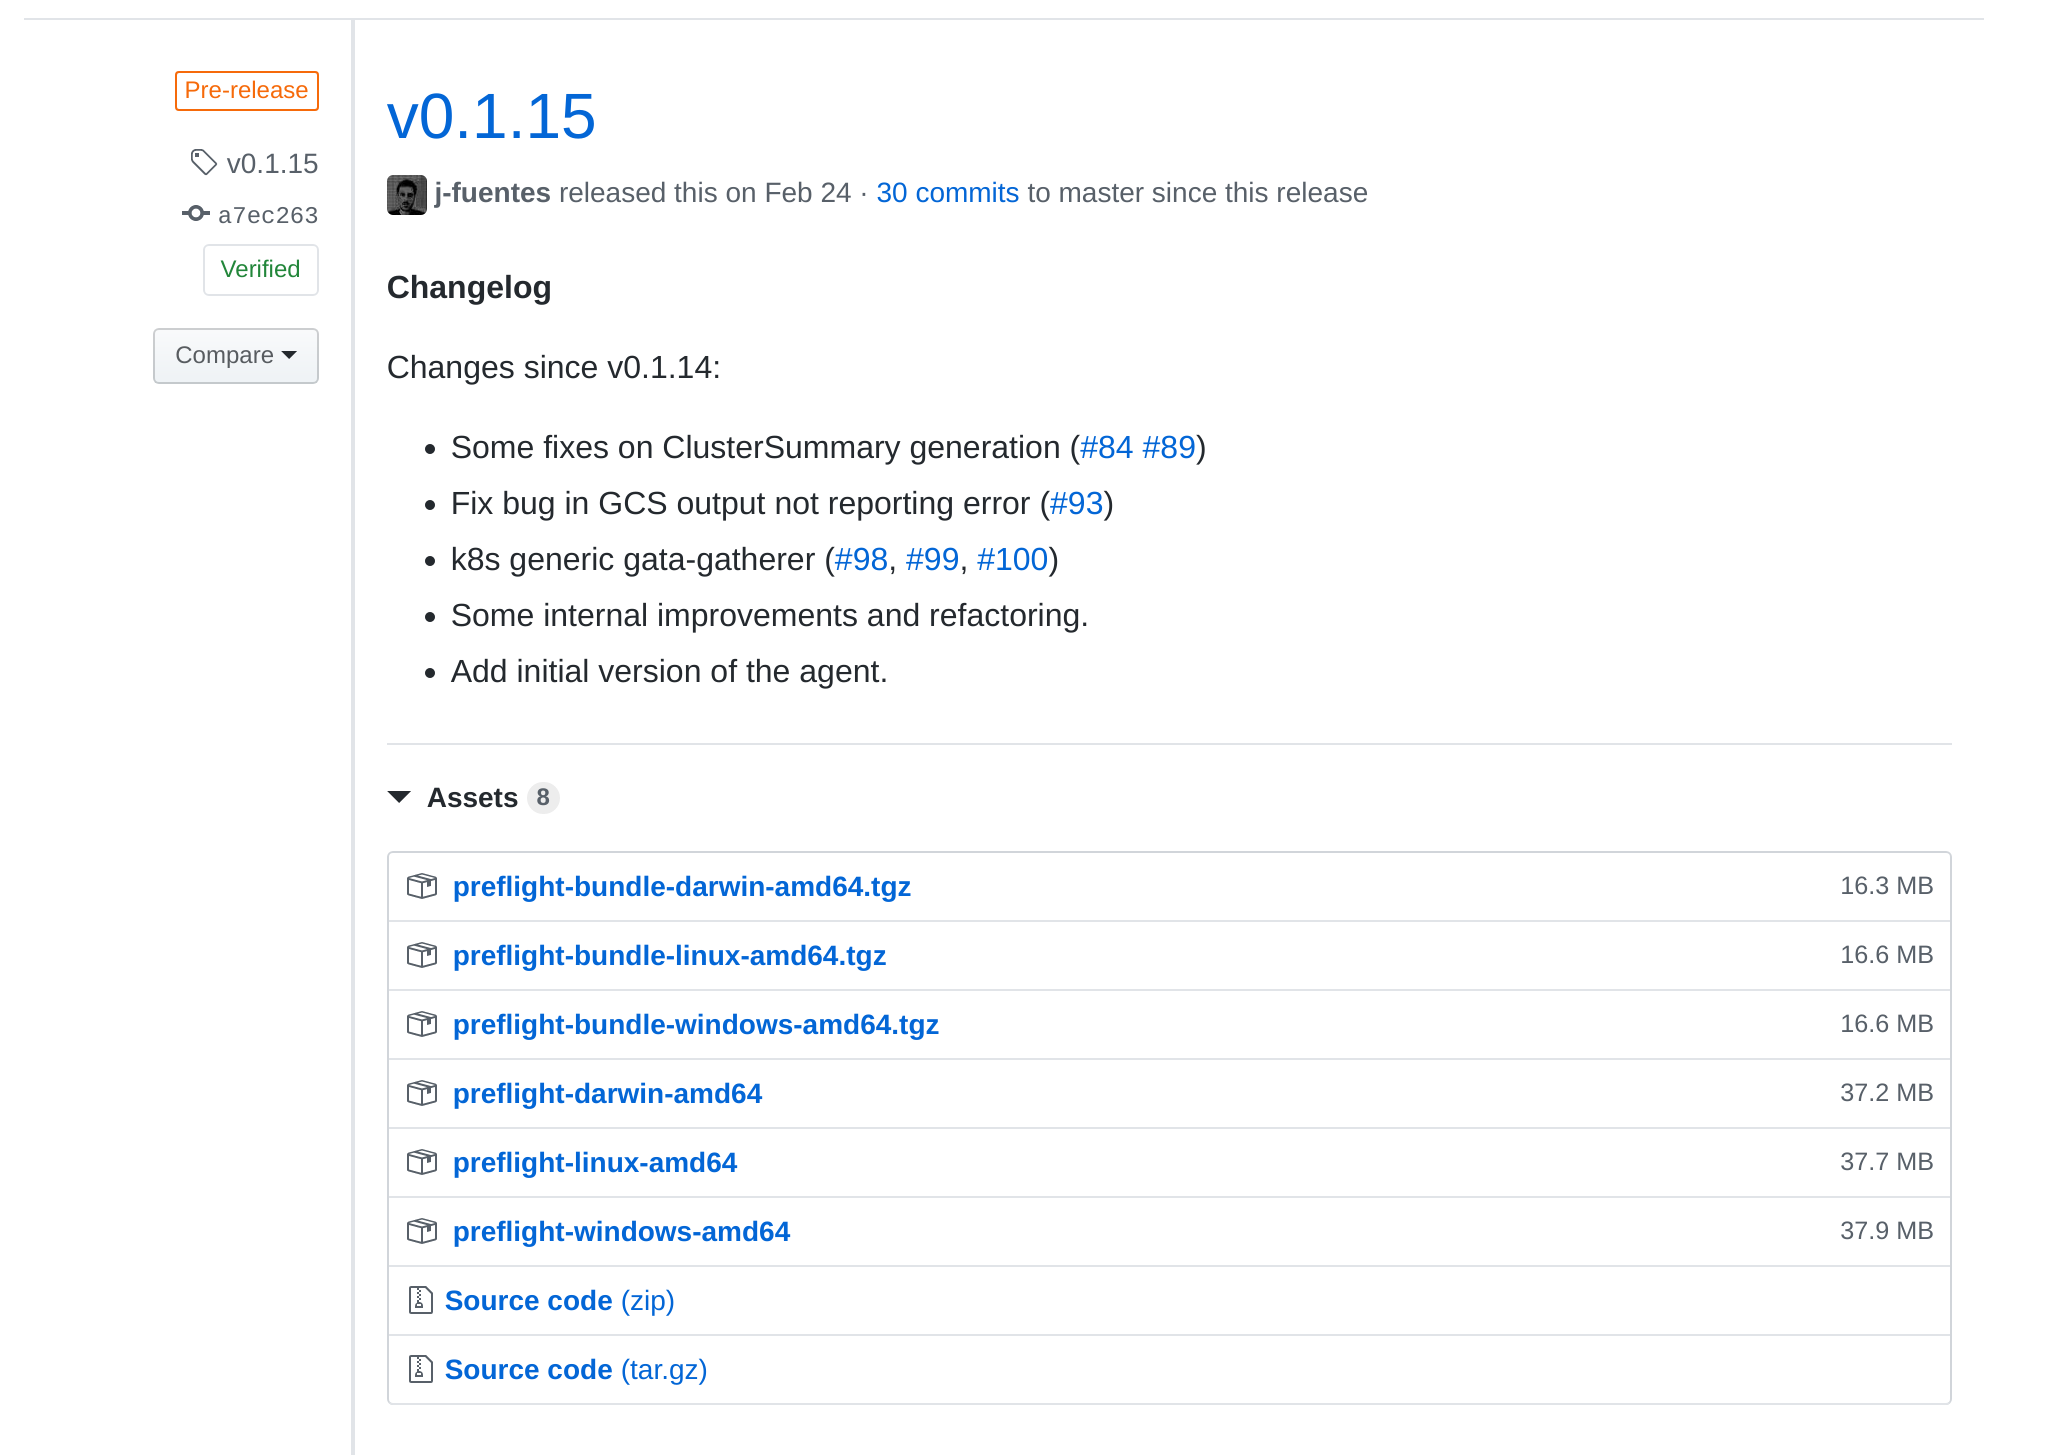 Pre-release
v0.1.15
a7ec263
Verified
Compare
v0.1.15
j-fuentes released this on Feb 24 · 30 commits to master since this release
Changelog
Changes since v0.1.14:
• Some fixes on ClusterSummary generation (#84 #89)
• Fix bug in GCS output not reporting error (#93)
• k8s generic gata-gatherer (#98, #99, #100)
• Some internal improvements and refactoring.
• Add initial version of the agent.
Assets 8
preflight-bundle-darwin-amd64.tgz 16.3 MB
preflight-bundle-linux-amd64.tgz 16.6 MB
preflight-bundle-windows-amd64.tgz 16.6 MB
preflight-darwin-amd64 37.2 MB
preflight-linux-amd64 37.7 MB
preflight-windows-amd64 37.9 MB
Source code (zip)
Source code (tar.gz)